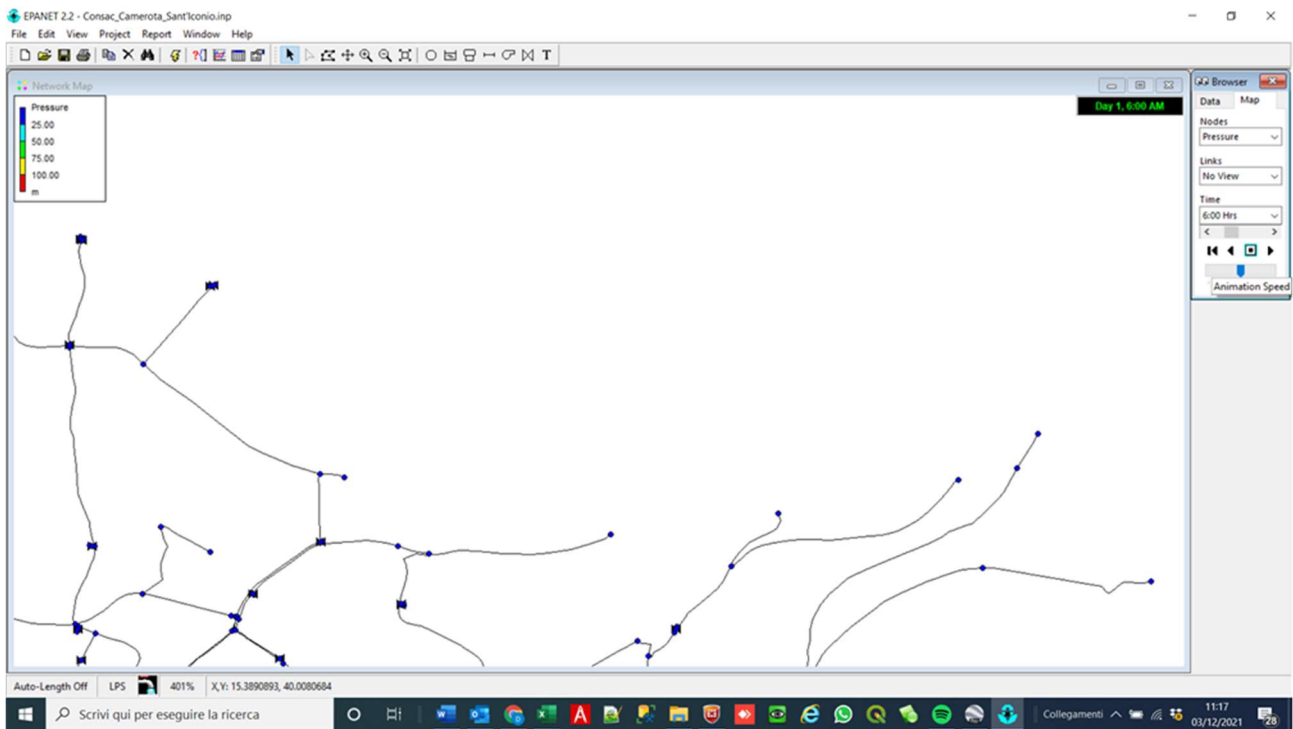 EPANET 2.2 - Consac_Camerota_Sant'Iconio.inp
File Edit View Project Report Window Help
T
Network Map
Pressure
25.00
50.00
75.00
100.00
m
Day 1, 6:00 AM
Browser
Data Map
Nodes
Pressure
Links
No View
Time
6:00 Hrs
Animation Speed
Auto-Length Off LPS 401% X,Y: 15.3890893, 40.0080684
Scrivi qui per eseguire la ricerca
Collegamenti
11:17
03/12/2021
28